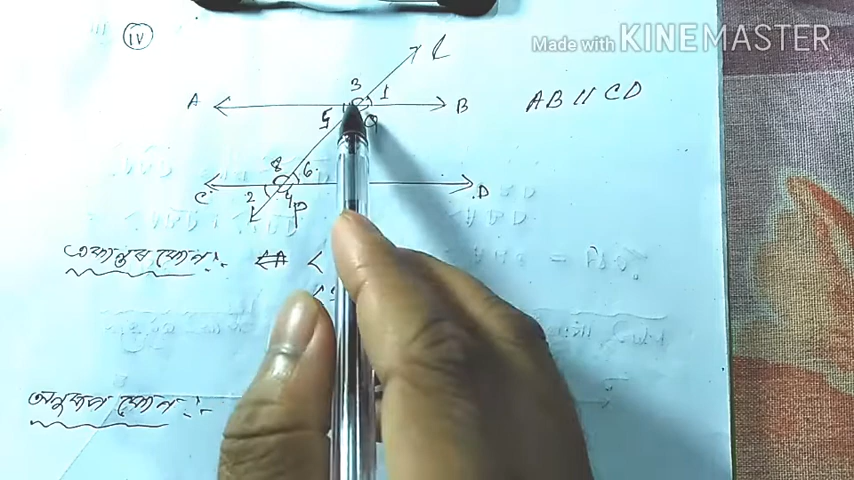 Made with KINEMASTER
iv
L
3 1
A B AB // CD
5
8 6
C D
2 4
P
একান্তর কোন :- <
অনুরূপ কোন :-